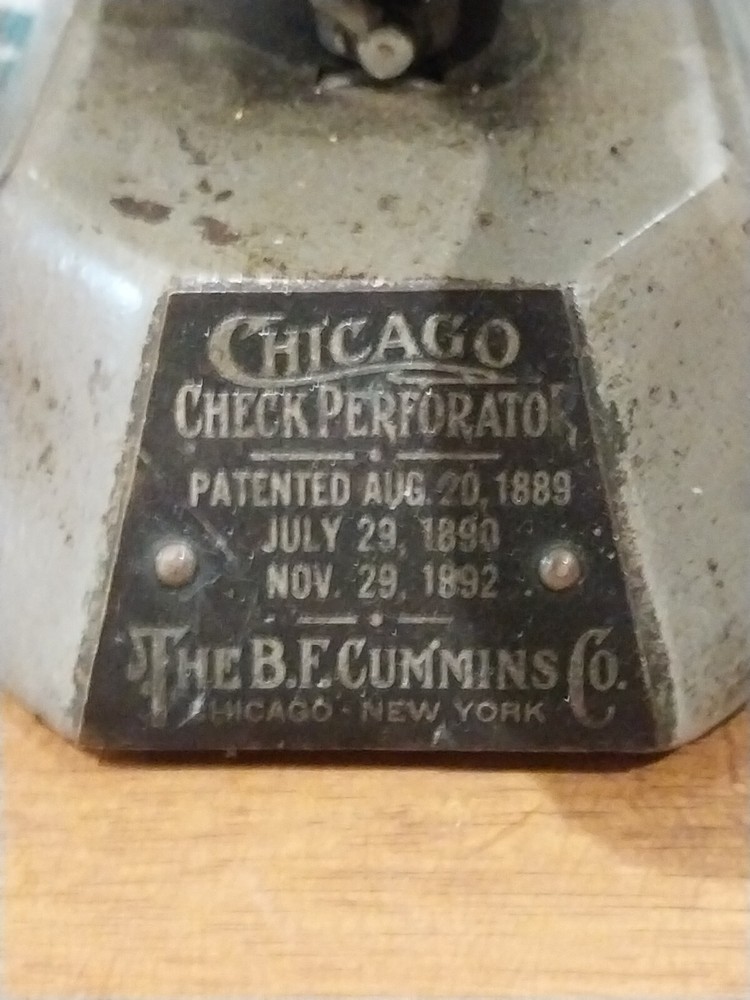 CHICAGO
CHECK PERFORATOR
PATENTED AUG. 20, 1889
JULY 29, 1890
NOV. 29, 1892
THE B.F. CUMMINS CO.
CHICAGO - NEW YORK